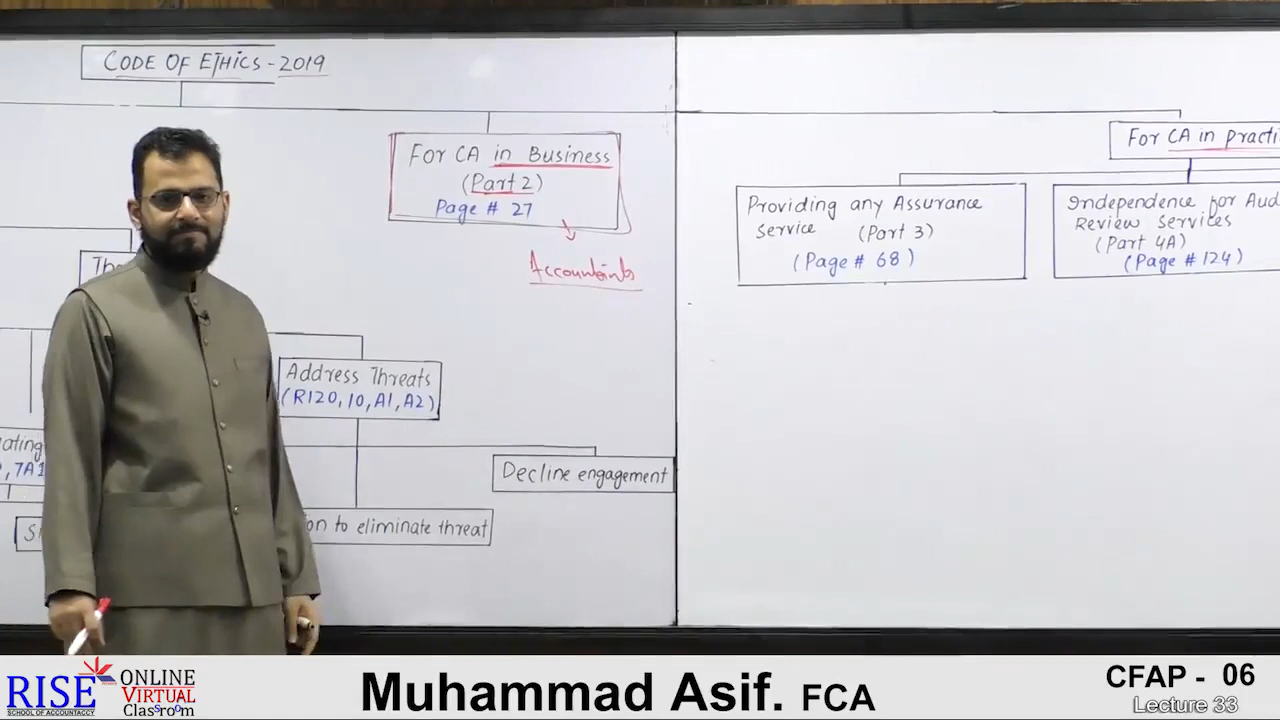 CODE OF ETHICS - 2019
For CA in Business
(Part 2)
Page # 27
Accountants
For CA in
Providing any Assurance
Service (Part 3)
(Page # 68)
Independence for
Review Services
(Part 4A)
(Page # 124)
Address Threats
(R120, 10, A1, A2)
Decline engagement
to eliminate threat
RISE
SCHOOL OF ACCOUNTANCY
ONLINE
VIRTUAL
Classroom
Muhammad Asif. FCA
CFAP - 06
Lecture 33